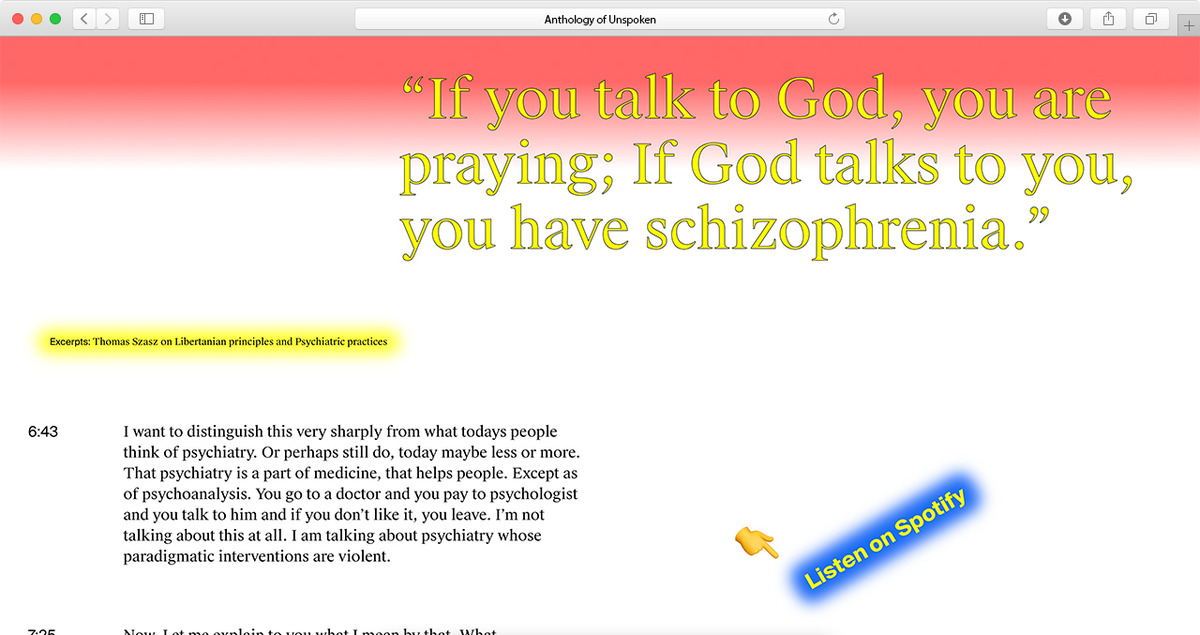 Anthology of Unspoken
“If you talk to God, you are
praying; If God talks to you,
you have schizophrenia.”
Excerpts: Thomas Szasz on Libertanian principles and Psychiatric practices
6:43
I want to distinguish this very sharply from what todays people
think of psychiatry. Or perhaps still do, today maybe less or more.
That psychiatry is a part of medicine, that helps people. Except as
of psychoanalysis. You go to a doctor and you pay to psychologist
and you talk to him and if you don’t like it, you leave. I’m not
talking about this at all. I am talking about psychiatry whose
paradigmatic interventions are violent.
Listen on Spotify
7:25
Now, Let me explain to you what I mean by that. What